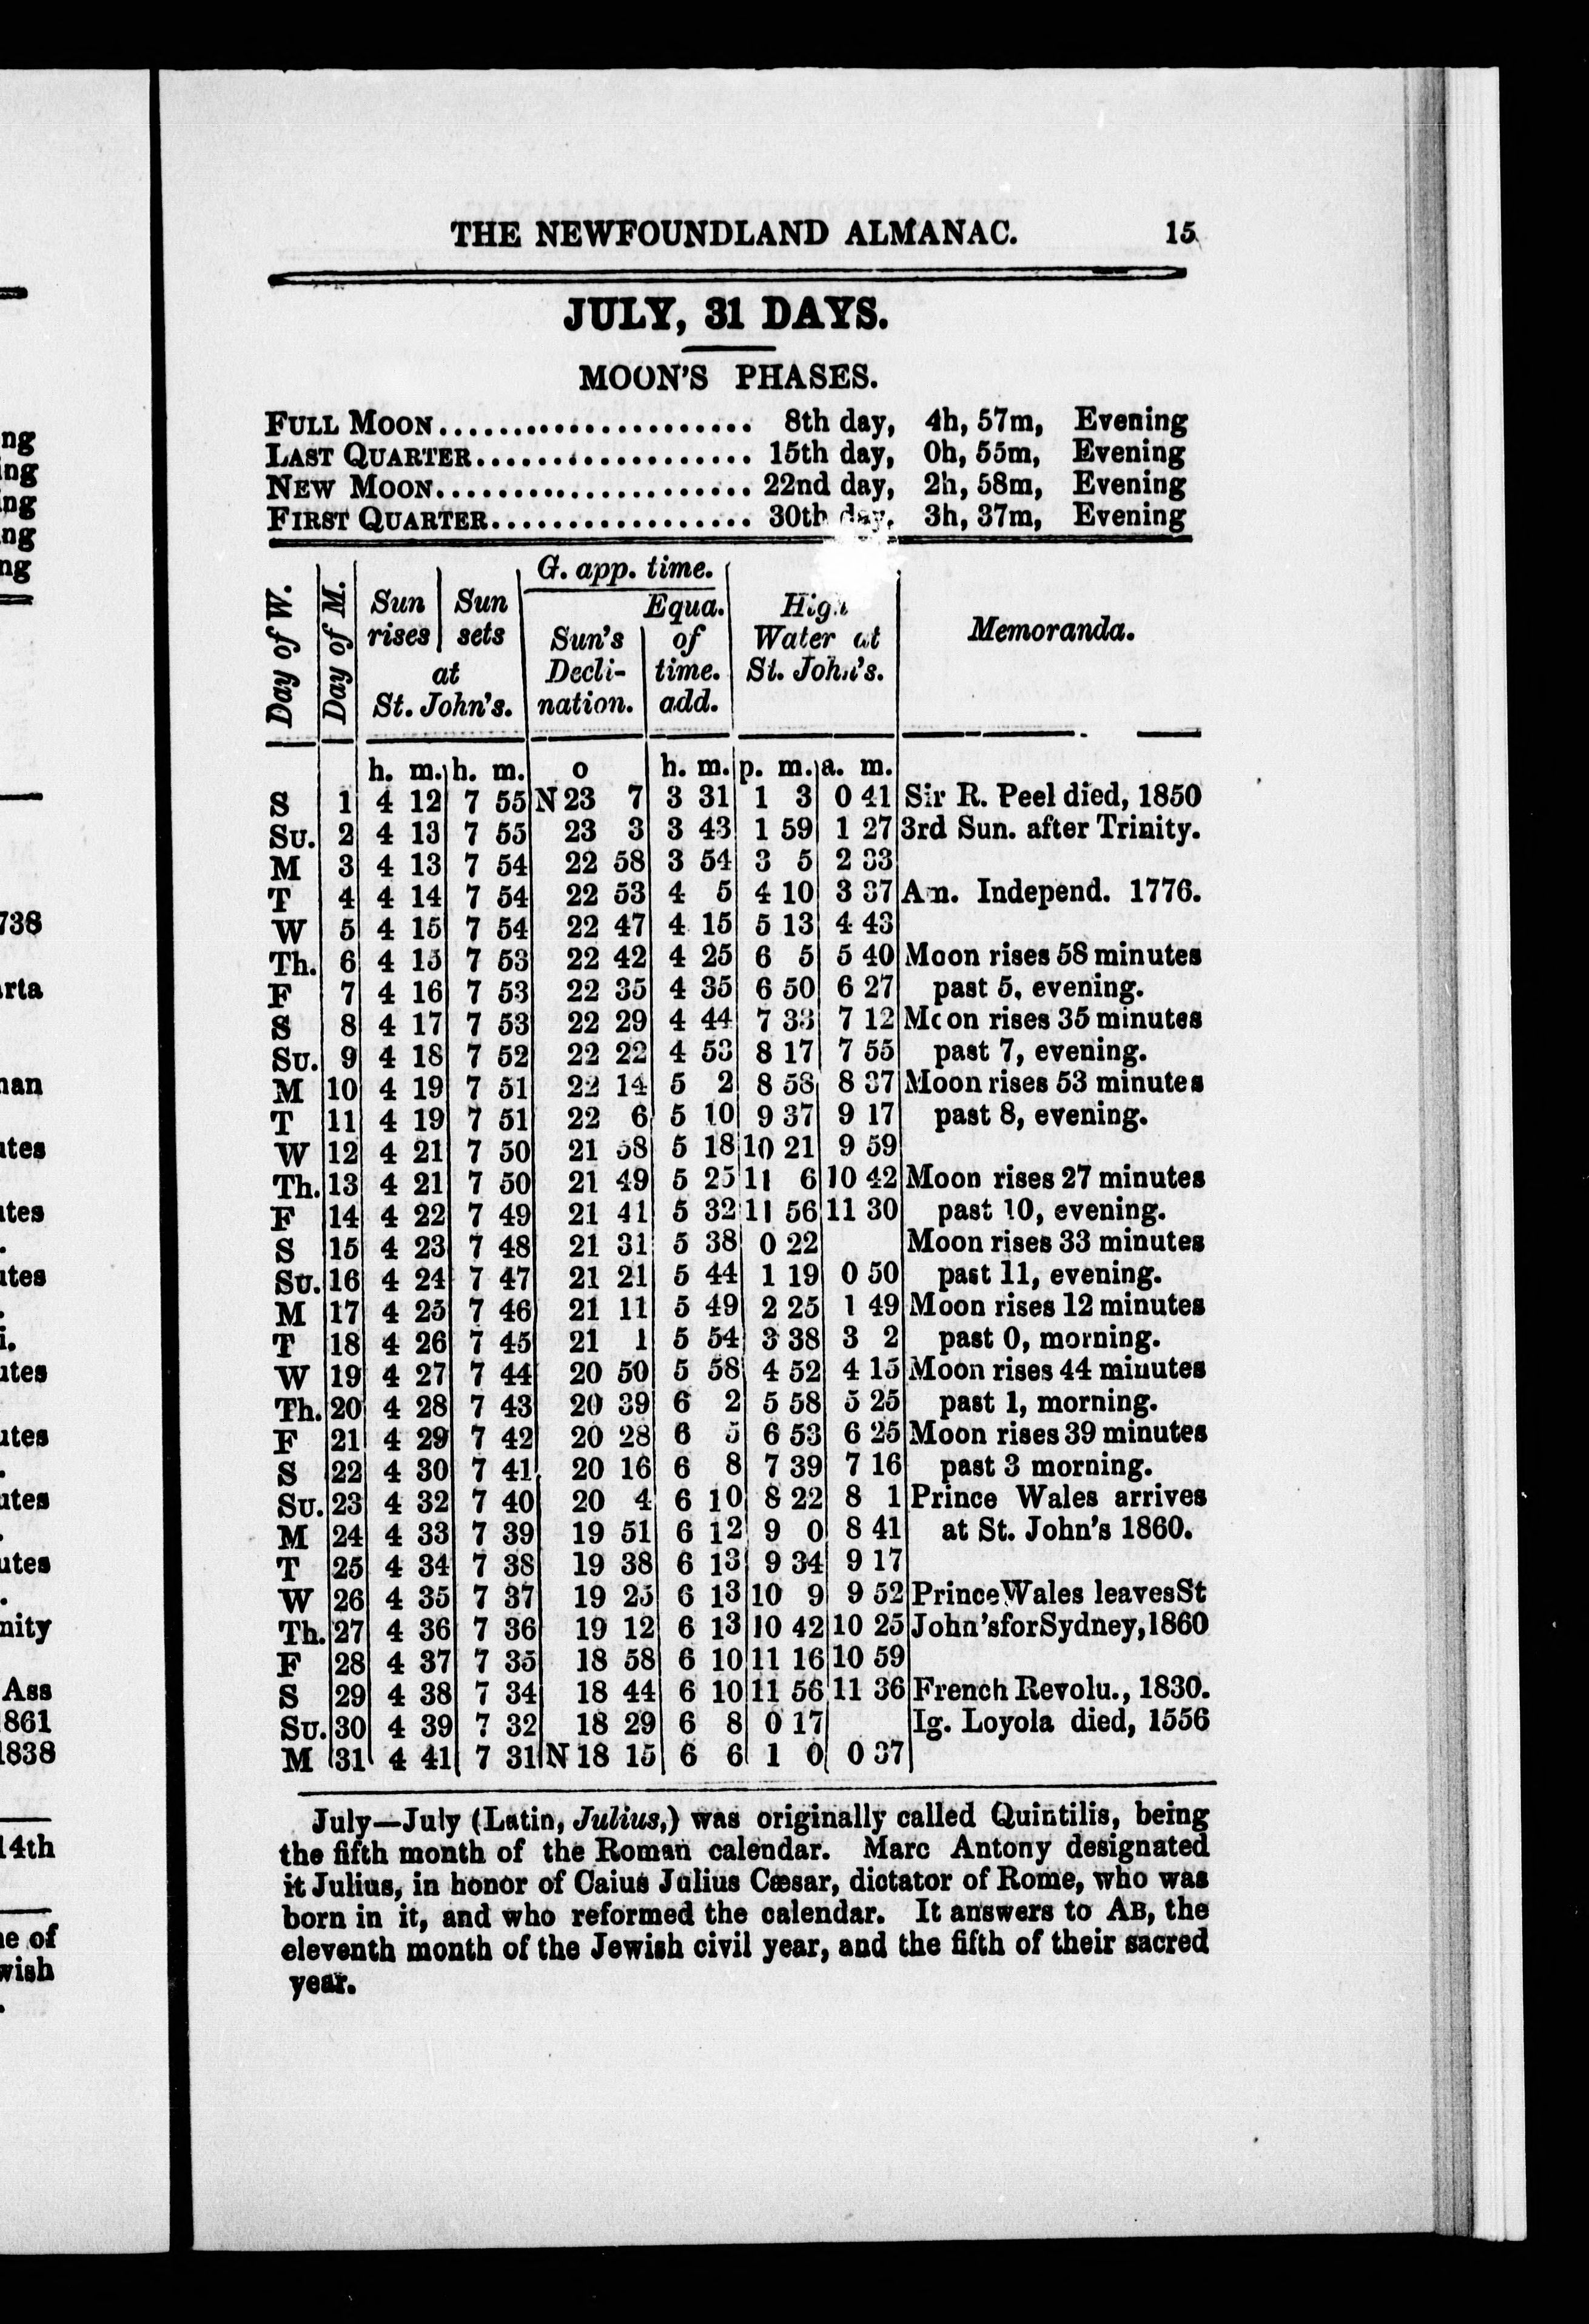 THE NEWFOUNDLAND ALMANAC. 15
JULY, 31 DAYS.
MOON'S PHASES.
FULL MOON...................... 8th day, 4h, 57m, Evening
LAST QUARTER.................. 15th day, 0h, 55m, Evening
NEW MOON..................... 22nd day, 2h, 58m, Evening
FIRST QUARTER................. 30th day, 3h, 37m, Evening
Day of W.
Day of M.
Sun rises
Sun sets
at
St. John's.
G. app. time.
Sun's
Decli-
nation.
Equa.
of
time.
add.
Water at
St. John's.
Memoranda.
h. m. h. m. o h. m. p. m. a. m.
S 1 4 12 7 55 N 23 7 3 31 1 3 0 41 Sir R. Peel died, 1850
Su. 2 4 13 7 55 23 3 3 43 1 59 1 27 3rd Sun. after Trinity.
M 3 4 13 7 54 22 58 3 54 3 5 2 33
T 4 4 14 7 54 22 53 4 5 4 10 3 37 Am. Independ. 1776.
W 5 4 15 7 54 22 47 4 15 5 13 4 43
Th. 6 4 15 7 53 22 42 4 25 6 5 5 40 Moon rises 58 minutes
F 7 4 16 7 53 22 35 4 35 6 50 6 27 past 5, evening.
S 8 4 17 7 53 22 29 4 44 7 33 7 12 Moon rises 35 minutes
Su. 9 4 18 7 52 22 22 4 53 8 17 7 55 past 7, evening.
M 10 4 19 7 51 22 14 5 2 8 58 8 37 Moon rises 53 minutes
T 11 4 19 7 51 22 6 5 10 9 37 9 17 past 8, evening.
W 12 4 21 7 50 21 58 5 18 10 21 9 59
Th. 13 4 21 7 50 21 49 5 25 11 6 10 42 Moon rises 27 minutes
F 14 4 22 7 49 21 41 5 32 11 56 11 30 past 10, evening.
S 15 4 23 7 48 21 31 5 38 0 22 Moon rises 33 minutes
Su. 16 4 24 7 47 21 21 5 44 1 19 0 50 past 11, evening.
M 17 4 25 7 46 21 11 5 49 2 25 1 49 Moon rises 12 minutes
T 18 4 26 7 45 21 1 5 54 3 38 3 2 past 0, morning.
W 19 4 27 7 44 20 50 5 58 4 52 4 15 Moon rises 44 minutes
Th. 20 4 28 7 43 20 39 6 2 5 58 5 25 past 1, morning.
F 21 4 29 7 42 20 28 6 5 6 53 6 25 Moon rises 39 minutes
S 22 4 30 7 41 20 16 6 8 7 39 7 16 past 3 morning.
Su. 23 4 32 7 40 20 4 6 10 8 22 8 1 Prince Wales arrives
M 24 4 33 7 39 19 51 6 12 9 0 8 41 at St. John's 1860.
T 25 4 34 7 38 19 38 6 13 9 34 9 17
W 26 4 35 7 37 19 25 6 13 10 9 9 52 Prince Wales leaves St
Th. 27 4 36 7 36 19 12 6 13 10 42 10 25 John's for Sydney, 1860
F 28 4 37 7 35 18 58 6 10 11 16 10 59
S 29 4 38 7 34 18 44 6 10 11 56 11 36 French Revolu., 1830.
Su. 30 4 39 7 32 18 29 6 8 0 17 Ig. Loyola died, 1556
M 31 4 41 7 31 N 18 15 6 6 1 0 0 37
July—July (Latin, Julius,) was originally called Quintilis, being
the fifth month of the Roman calendar. Marc Antony designated
it Julius, in honor of Caius Julius Cæsar, dictator of Rome, who was
born in it, and who reformed the calendar. It answers to AB, the
eleventh month of the Jewish civil year, and the fifth of their sacred
year.